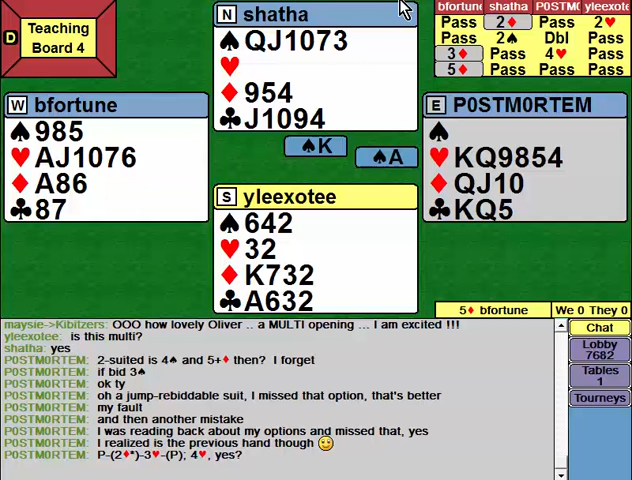 D Teaching Board 4
N shatha
♠QJ1073
♥
♦954
♣J1094
bfortune shatha P0STM0 yleexote
Pass 2♦ Pass 2♥
Pass 2♠ Dbl Pass
3♦ Pass 4♥ Pass
5♦ Pass Pass Pass
W bfortune
♠985
♥AJ1076
♦A86
♣87
♠K ♠A
E P0STM0RTEM
♠
♥KQ9854
♦QJ10
♣KQ5
S yleexotee
♠642
♥32
♦K732
♣A632
5♦ bfortune We 0 They 0
maysie->Kibitzers: OOO how lovely Oliver .. a MULTI opening ... I am excited !!!
yleexotee: is this multi?
shatha: yes
P0STM0RTEM: 2-suited is 4♠ and 5+♦ then? I forget
P0STM0RTEM: if bid 3♠
P0STM0RTEM: ok ty
P0STM0RTEM: oh a jump-rebiddable suit, I missed that option, that's better
P0STM0RTEM: my fault
P0STM0RTEM: and then another mistake
P0STM0RTEM: I was reading back about my options and missed that, yes
P0STM0RTEM: I realized is the previous hand though
P0STM0RTEM: P-(2♦*)-3♥-(P); 4♥, yes?
Chat
Lobby
7682
Tables
1
Tourneys